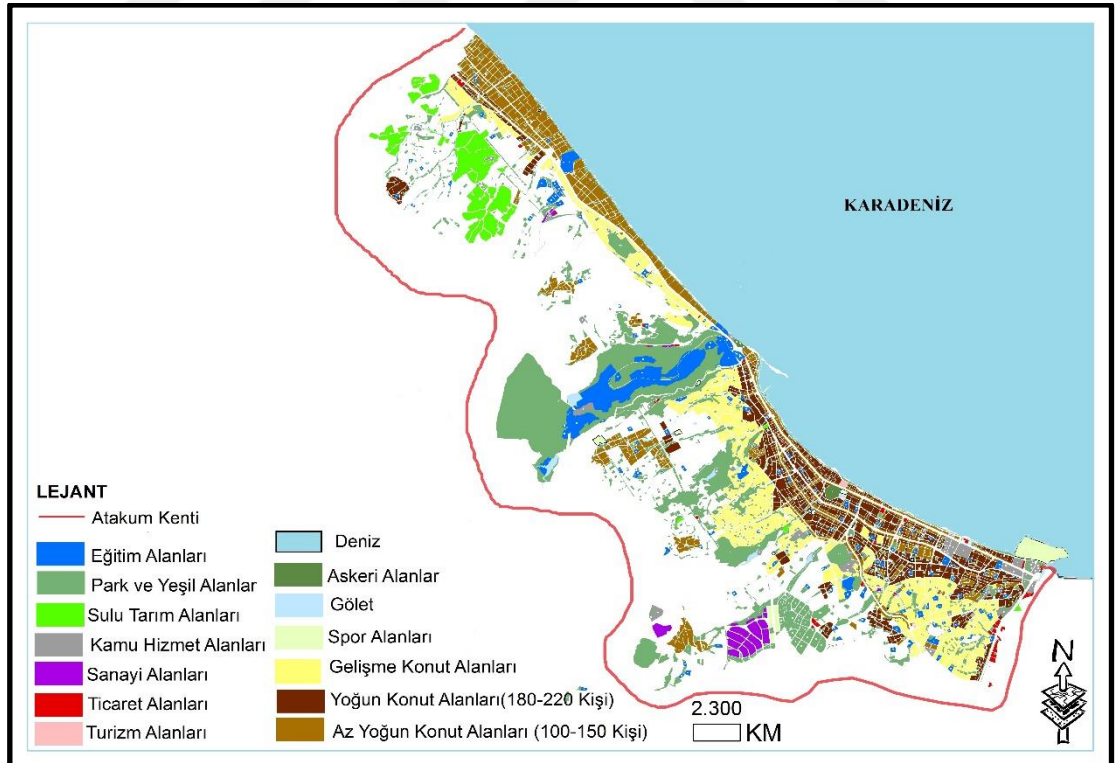 KARADENİZ
LEJANT
Atakum Kenti
Eğitim Alanları
Park ve Yeşil Alanlar
Sulu Tarım Alanları
Kamu Hizmet Alanları
Sanayi Alanları
Ticaret Alanları
Turizm Alanları
Deniz
Askeri Alanlar
Gölet
Spor Alanları
Gelişme Konut Alanları
Yoğun Konut Alanları(180-220 Kişi)
Az Yoğun Konut Alanları (100-150 Kişi)
2.300
KM
N